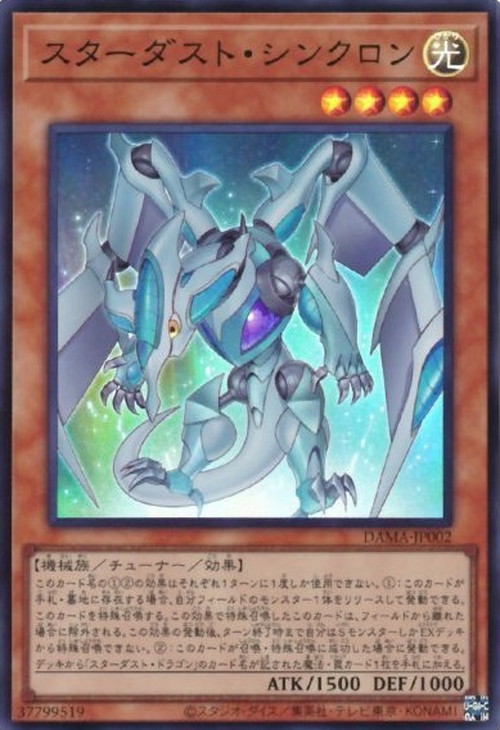 スターダスト・シンクロン
光
DAMA-JP002
【機械族／チューナー／効果】
このカード名の①②の効果はそれぞれ1ターンに1度しか使用できない。①：このカードが
手札・墓地に存在する場合、自分フィールドのモンスター1体をリリースして発動できる。
このカードを特殊召喚する。この効果で特殊召喚したこのカードは、フィールドから離れた
場合に除外される。この効果の発動後、ターン終了時まで自分はSモンスターしかEXデッキ
から特殊召喚できない。②：このカードが召喚・特殊召喚に成功した場合に発動できる。
デッキから「スターダスト・ドラゴン」のカード名が記された魔法・罠カード1枚を手札に加える。
ATK/1500 DEF/1000
37799519 ©スタジオ・ダイス／集英社・テレビ東京・KONAMI